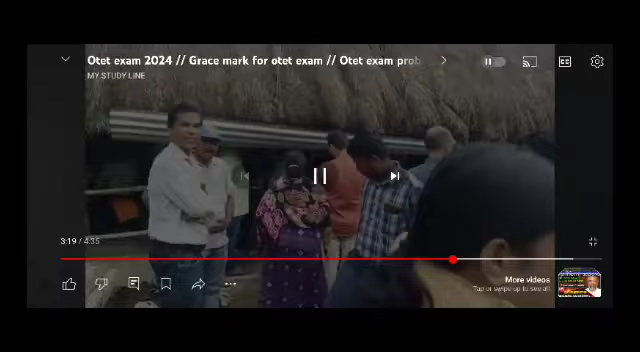 Otet exam 2024 // Grace mark for otet exam // Otet exam prob
MY STUDY LINE
CC
3:19 / 4:35
More videos
Tap or swipe up to see all